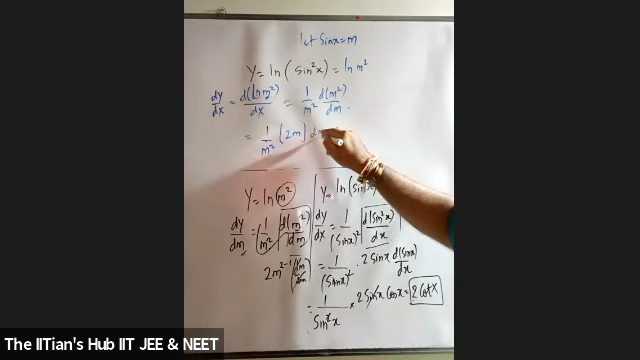 let Sinx = m
y = ln (sin²x) = ln m²
dy/dx = d(ln m²)/dx = 1/m² d(m²)/dm .
= 1/m² (2m) d
y = ln (m²)
dy/dm = 1/m² d(m²)/dm
2m²⁻¹ dm/dm
y = ln (sin²x)
dy/dx = 1/(sinx)² d(sin²x)/dx
= 1/(sinx)² · 2 sinx d(sinx)/dx
= 1/Sin²x × 2 Sinx Cosx = 2 Cotx
The IITian's Hub IIT JEE & NEET